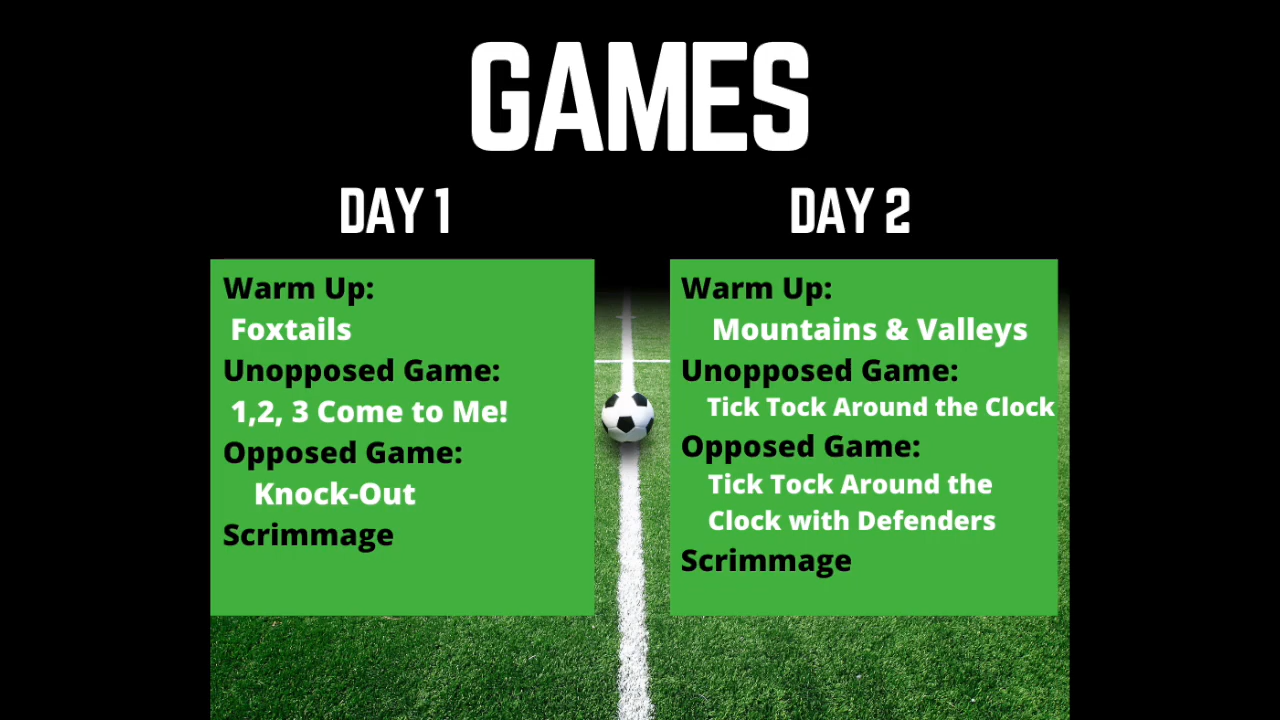 GAMES
DAY 1
Warm Up:
Foxtails
Unopposed Game:
1,2, 3 Come to Me!
Opposed Game:
Knock-Out
Scrimmage
DAY 2
Warm Up:
Mountains & Valleys
Unopposed Game:
Tick Tock Around the Clock
Opposed Game:
Tick Tock Around the
Clock with Defenders
Scrimmage